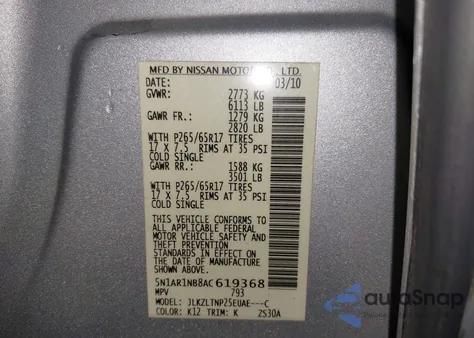 MFD BY NISSAN MOTOR CO., LTD.
DATE: 03/10
GVWR: 2773 KG
6113 LB
GAWR FR.: 1279 KG
2820 LB
WITH P265/65R17 TIRES
17 X 7.5 RIMS AT 35 PSI
COLD SINGLE
GAWR RR.: 1588 KG
3501 LB
WITH P265/65R17 TIRES
17 X 7.5 RIMS AT 35 PSI
COLD SINGLE
THIS VEHICLE CONFORMS TO
ALL APPLICABLE FEDERAL
MOTOR VEHICLE SAFETY AND
THEFT PREVENTION
STANDARDS IN EFFECT ON
THE DATE OF MANUFACTURE
SHOWN ABOVE.
5N1AR1NB8AC619368
MPV 793
MODEL: JLKZLTNP25EUAE---C
COLOR: K12 TRIM: K ZS30A
autoSnap